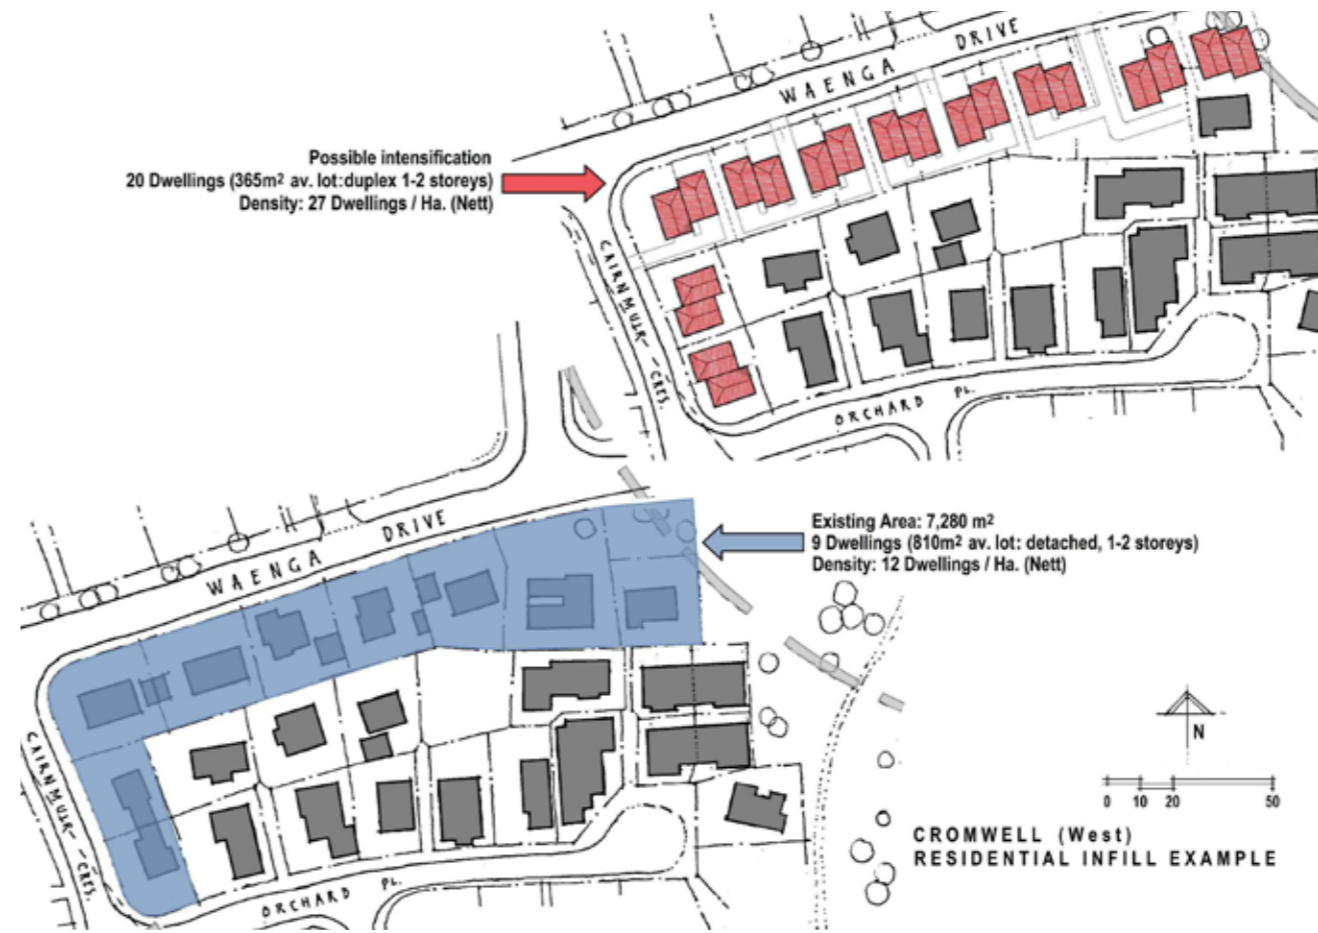 WAENGA DRIVE
Possible intensification
20 Dwellings (365m² av. lot:duplex 1-2 storeys)
Density: 27 Dwellings / Ha. (Nett)
CAIRNMUIR CRES.
ORCHARD PL.
WAENGA DRIVE
Existing Area: 7,280 m²
9 Dwellings (810m² av. lot: detached, 1-2 storeys)
Density: 12 Dwellings / Ha. (Nett)
CAIRNMUIR CRES.
ORCHARD PL.
N
0 10 20 50
CROMWELL (West)
RESIDENTIAL INFILL EXAMPLE